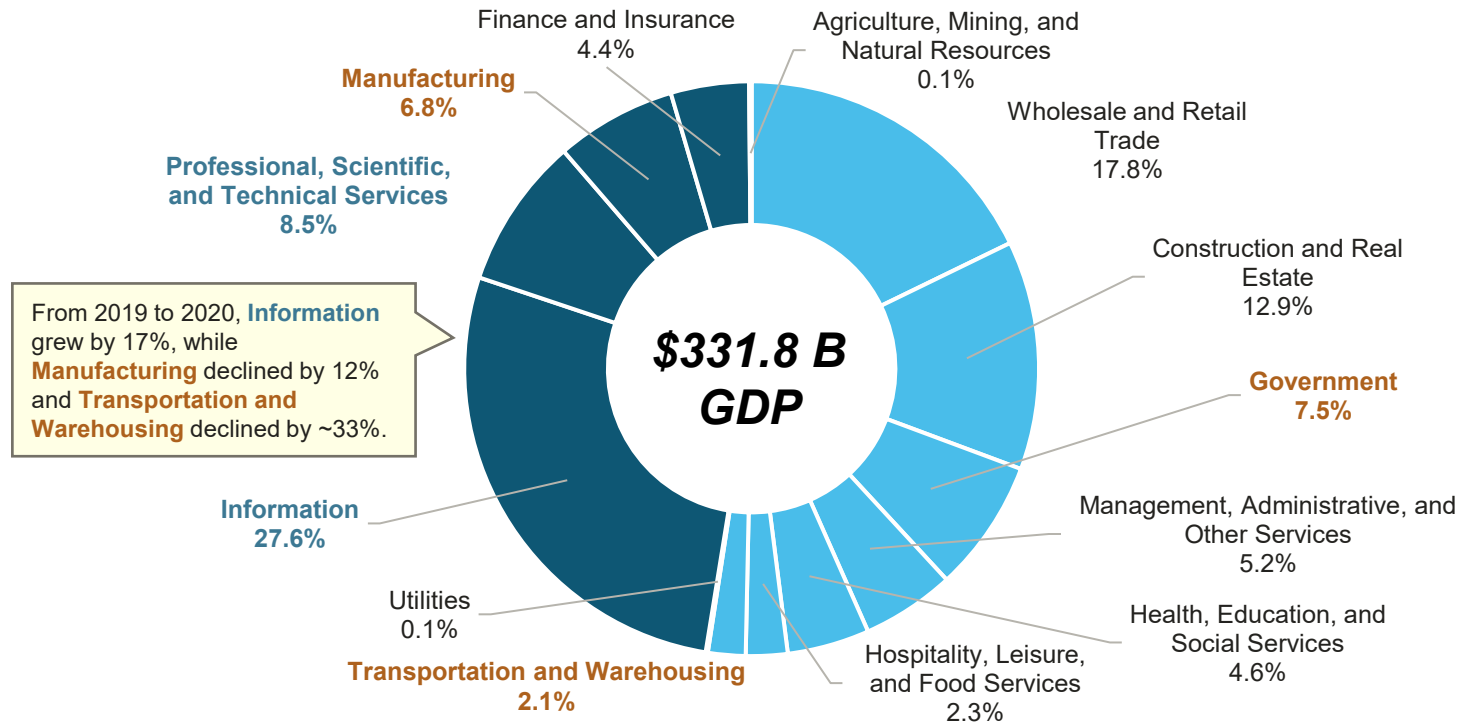 Finance and Insurance
4.4%
Agriculture, Mining, and
Natural Resources
0.1%
Manufacturing
6.8%
Wholesale and Retail
Trade
17.8%
Professional, Scientific,
and Technical Services
8.5%
Construction and Real
Estate
12.9%
From 2019 to 2020, Information
grew by 17%, while
Manufacturing declined by 12%
and Transportation and
Warehousing declined by ~33%.
$331.8 B
GDP
Government
7.5%
Information
27.6%
Management, Administrative, and
Other Services
5.2%
Utilities
0.1%
Health, Education, and
Social Services
4.6%
Transportation and Warehousing
2.1%
Hospitality, Leisure,
and Food Services
2.3%